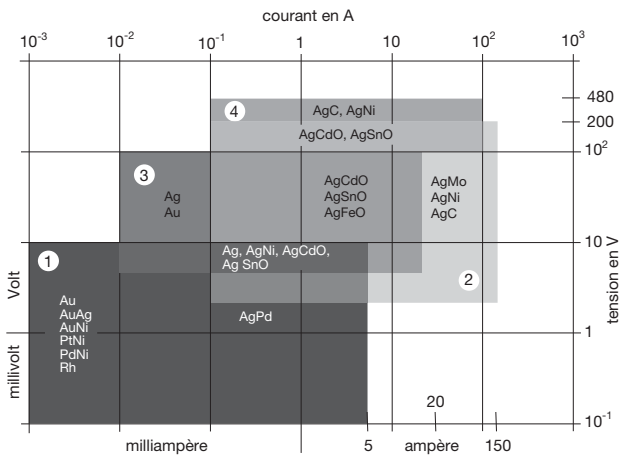 courant en A
10-3 10-2 10-1 1 10 102 103
4
AgC, AgNi
480
AgCdO, AgSnO
200
102
3
Ag
Au
AgCdO
AgSnO
AgFeO
AgMo
AgNi
AgC
10
1
Ag, AgNi, AgCdO,
Ag SnO
2
Volt
tension en V
Au
AuAg
AuNi
PtNi
PdNi
Rh
AgPd
1
millivolt
20
10-1
milliampère 5 ampère 150